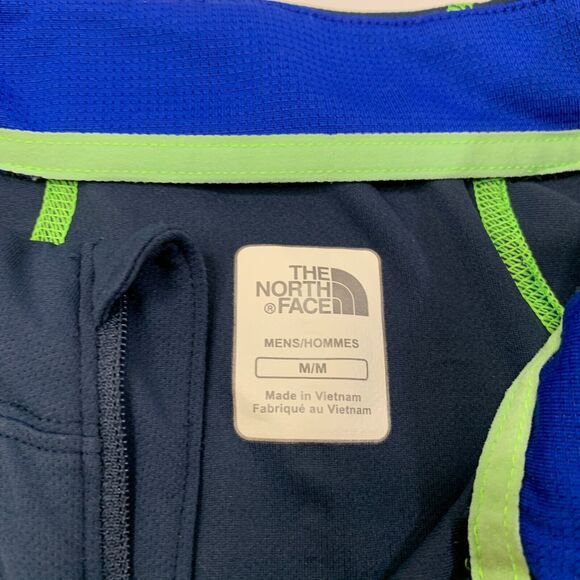 THE
NORTH
® FACE
MENS/HOMMES
M/M
Made in Vietnam
Fabriqué au Vietnam